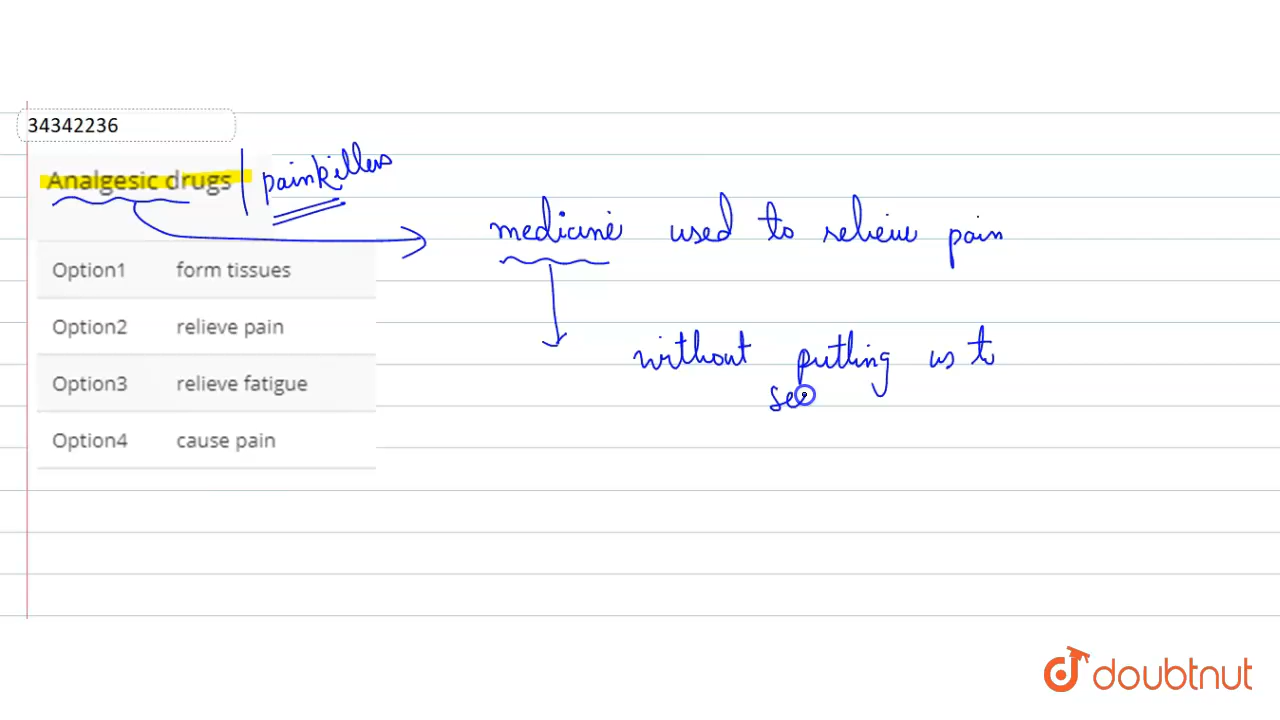 34342236
Analgesic drugs | painkillers
medicine used to relieve pain
Option1 form tissues
Option2 relieve pain
without putting us to
Option3 relieve fatigue
Option4 cause pain
doubtnut